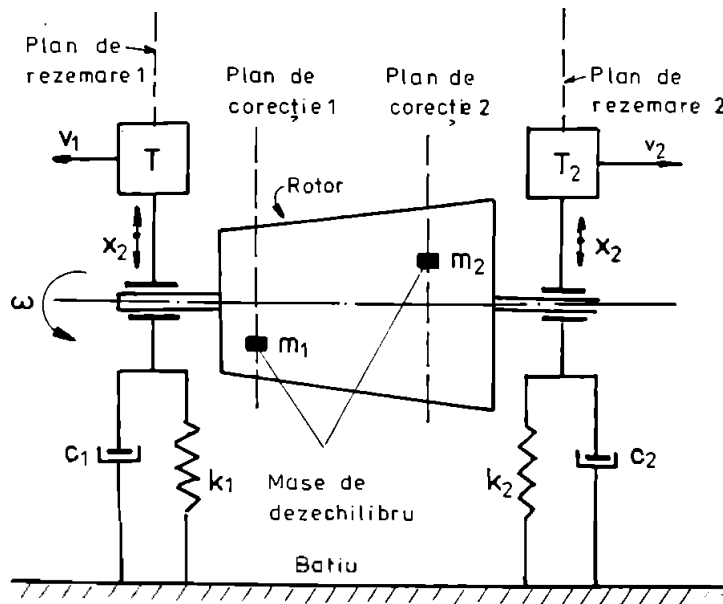 Plan de
rezemare 1
Plan de
corecție 1
Plan de
corecție 2
Plan de
rezemare 2
v1
T
T2
v2
Rotor
x2
x2
m2
ω
m1
c1
k1
k2
c2
Mase de
dezechilibru
Batiu